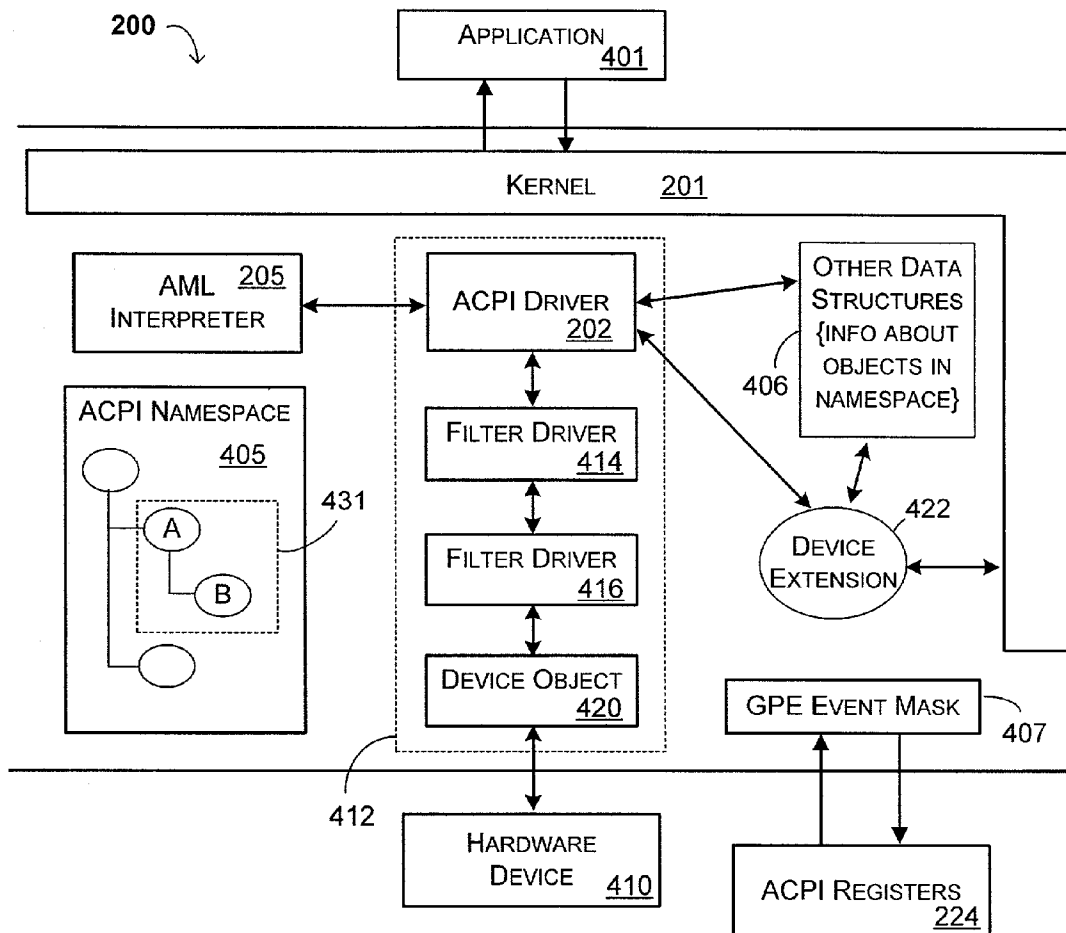 200
APPLICATION
401
KERNEL 201
205
AML
INTERPRETER
ACPI DRIVER
202
OTHER DATA
STRUCTURES
{INFO ABOUT
OBJECTS IN
NAMESPACE}
406
ACPI NAMESPACE
405
A
B
431
FILTER DRIVER
414
FILTER DRIVER
416
422
DEVICE
EXTENSION
DEVICE OBJECT
420
GPE EVENT MASK
407
412
HARDWARE
DEVICE 410
ACPI REGISTERS
224